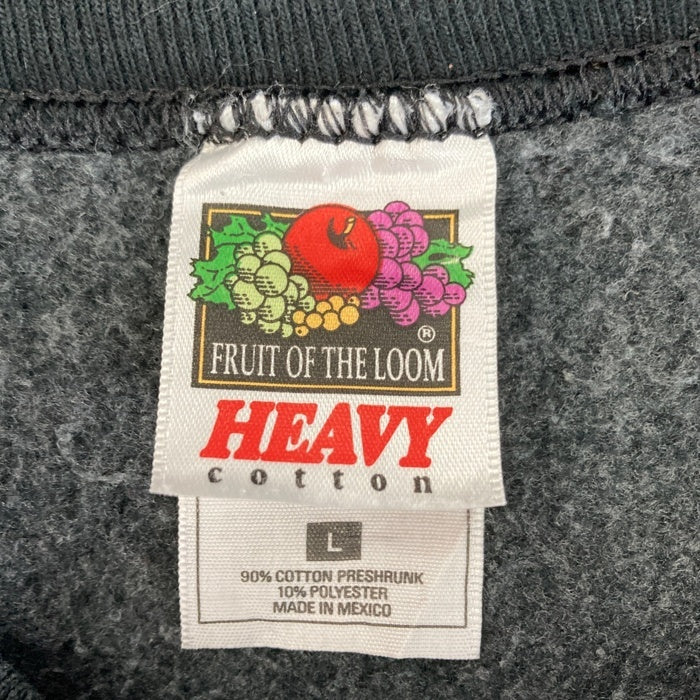 ®
FRUIT OF THE LOOM
HEAVY
cotton
L
90% COTTON PRESHRUNK
10% POLYESTER
MADE IN MEXICO